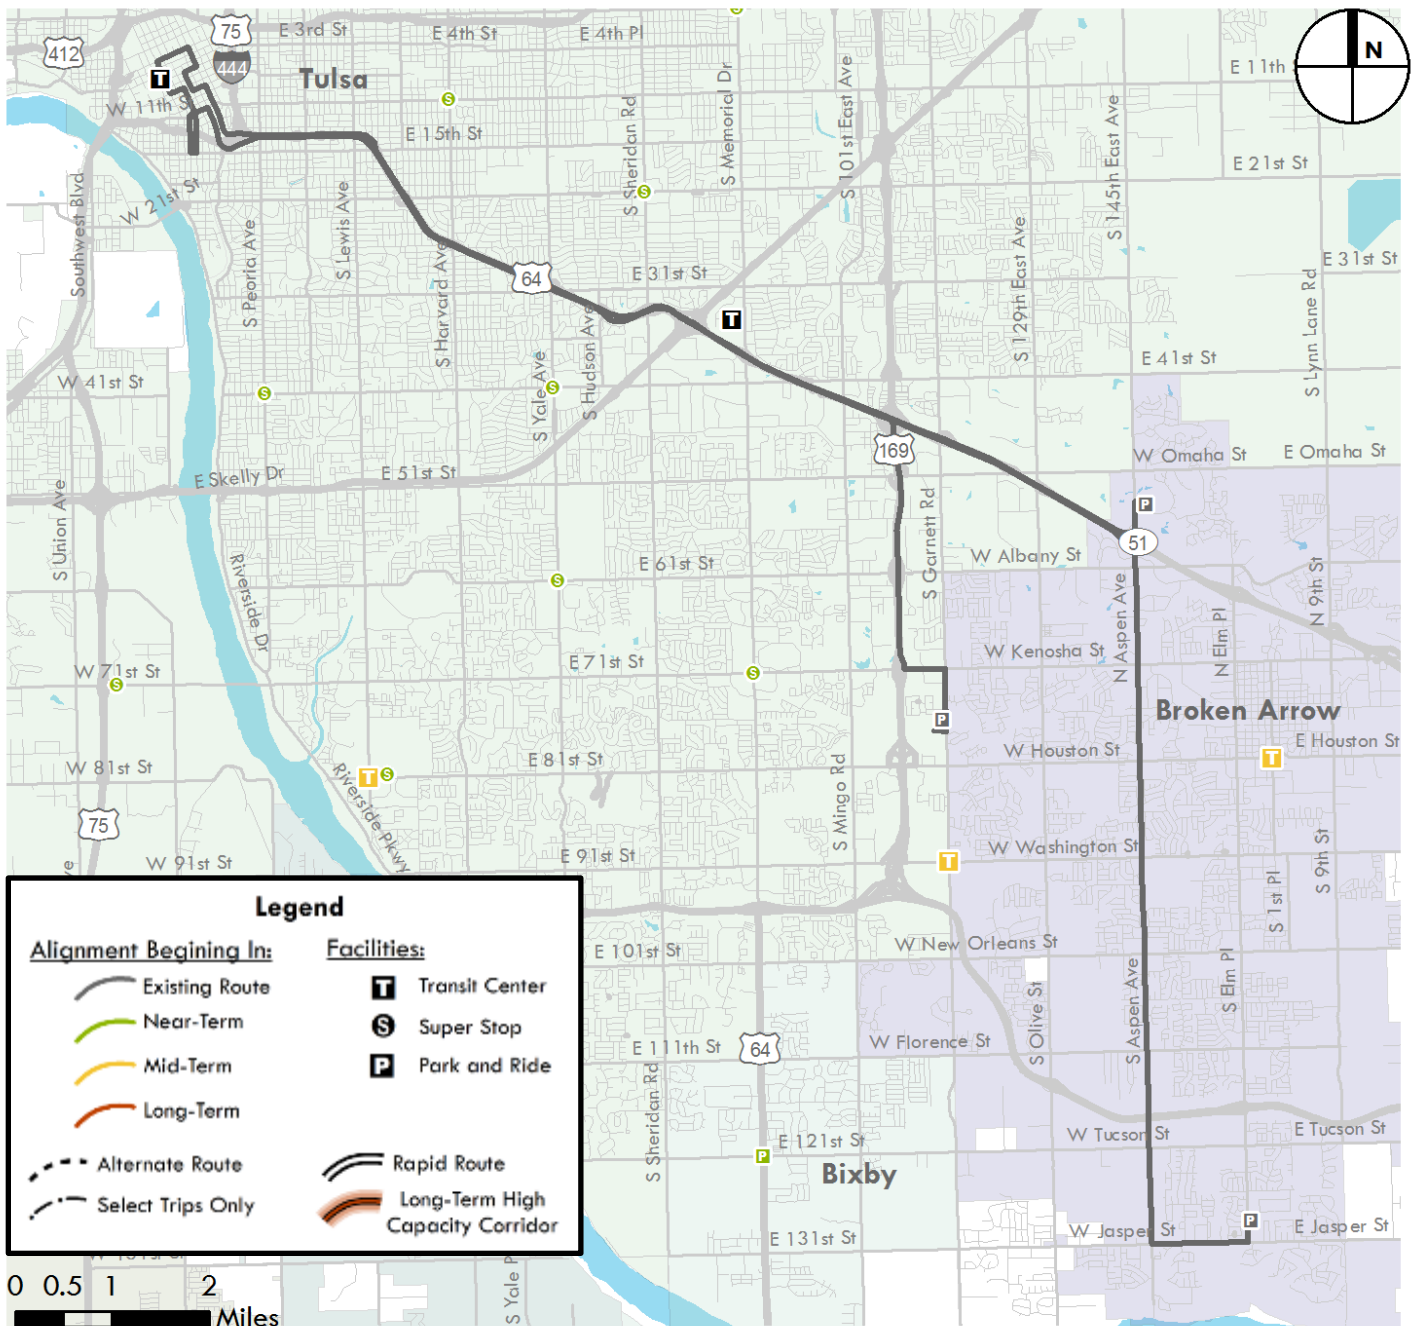 75
E 3rd St
E 4th St
E 4th Pl
412
444
Tulsa
N
E 11th
W 11th S
E 15th St
S Sheridan Rd
S Memorial Dr
S 101st East Ave
S 145th East Ave
E 21st St
Southwest Blvd
W 21st St
S Peoria Ave
S Lewis Ave
S Harvard Ave
64
E 31st St
S 129th East Ave
E 31st St
S Lynn Lane Rd
W 41st St
S Yale Ave
S Hudson Ave
E 41st St
169
W Omaha St
E Omaha St
E Skelly Dr
E 51st St
S Union Ave
S Garnett Rd
51
Riverside Dr
E 61st St
W Albany St
N Aspen Ave
N Elm Pl
N 9th St
W 71st St
E 71st St
W Kenosha St
Broken Arrow
W Houston St
E Houston St
W 81st St
Riverside Pkwy
E 81st St
S Mingo Rd
75
W 91st St
E 91st St
W Washington St
S 9th St
S 1st Pl
ve
E 101st St
W New Orleans St
S Aspen Ave
S Elm Pl
S Olive St
64
E 111th St
W Florence St
S Sheridan Rd
E 121st St
W Tucson St
E Tucson St
Bixby
E 131st St
W Jasper St
E Jasper St
S Yale P
T
T
T
T
T
S
S
S
S
S
S
S
S
S
S
P
P
P
P
Legend
Alignment Begining In:
Facilities:
Existing Route
T Transit Center
Near-Term
S Super Stop
Mid-Term
P Park and Ride
Long-Term
Alternate Route
Rapid Route
Select Trips Only
Long-Term High
Capacity Corridor
0 0.5 1 2
Miles